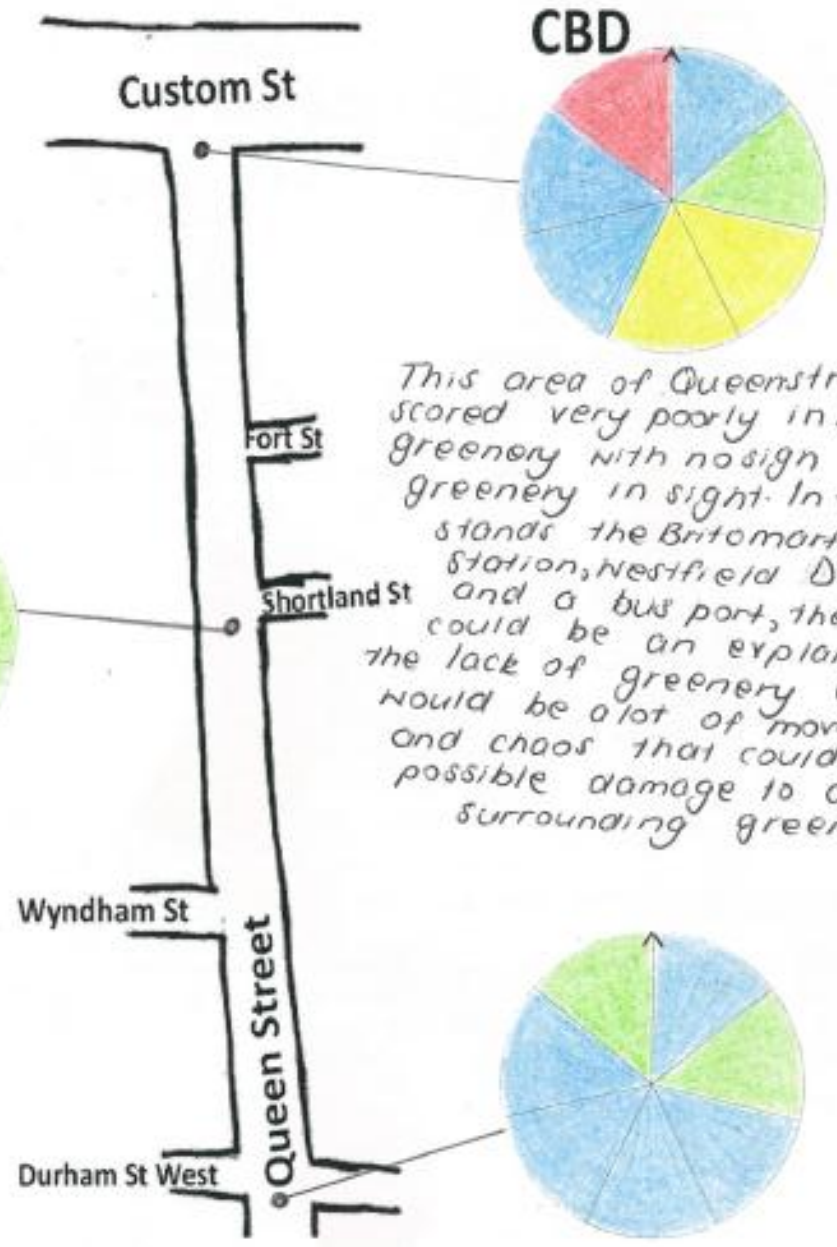 CBD
Custom St
This area of Queenstr
scored very poorly in
greenery with no sign
greenery in sight. In
stands the Britomart
Station, Westfield D
and a bus port, the
could be an explan
the lack of greenery
would be alot of mov
and chaos that could
possible damage to
surrounding green
Fort St
Shortland St
Wyndham St
Queen Street
Durham St West